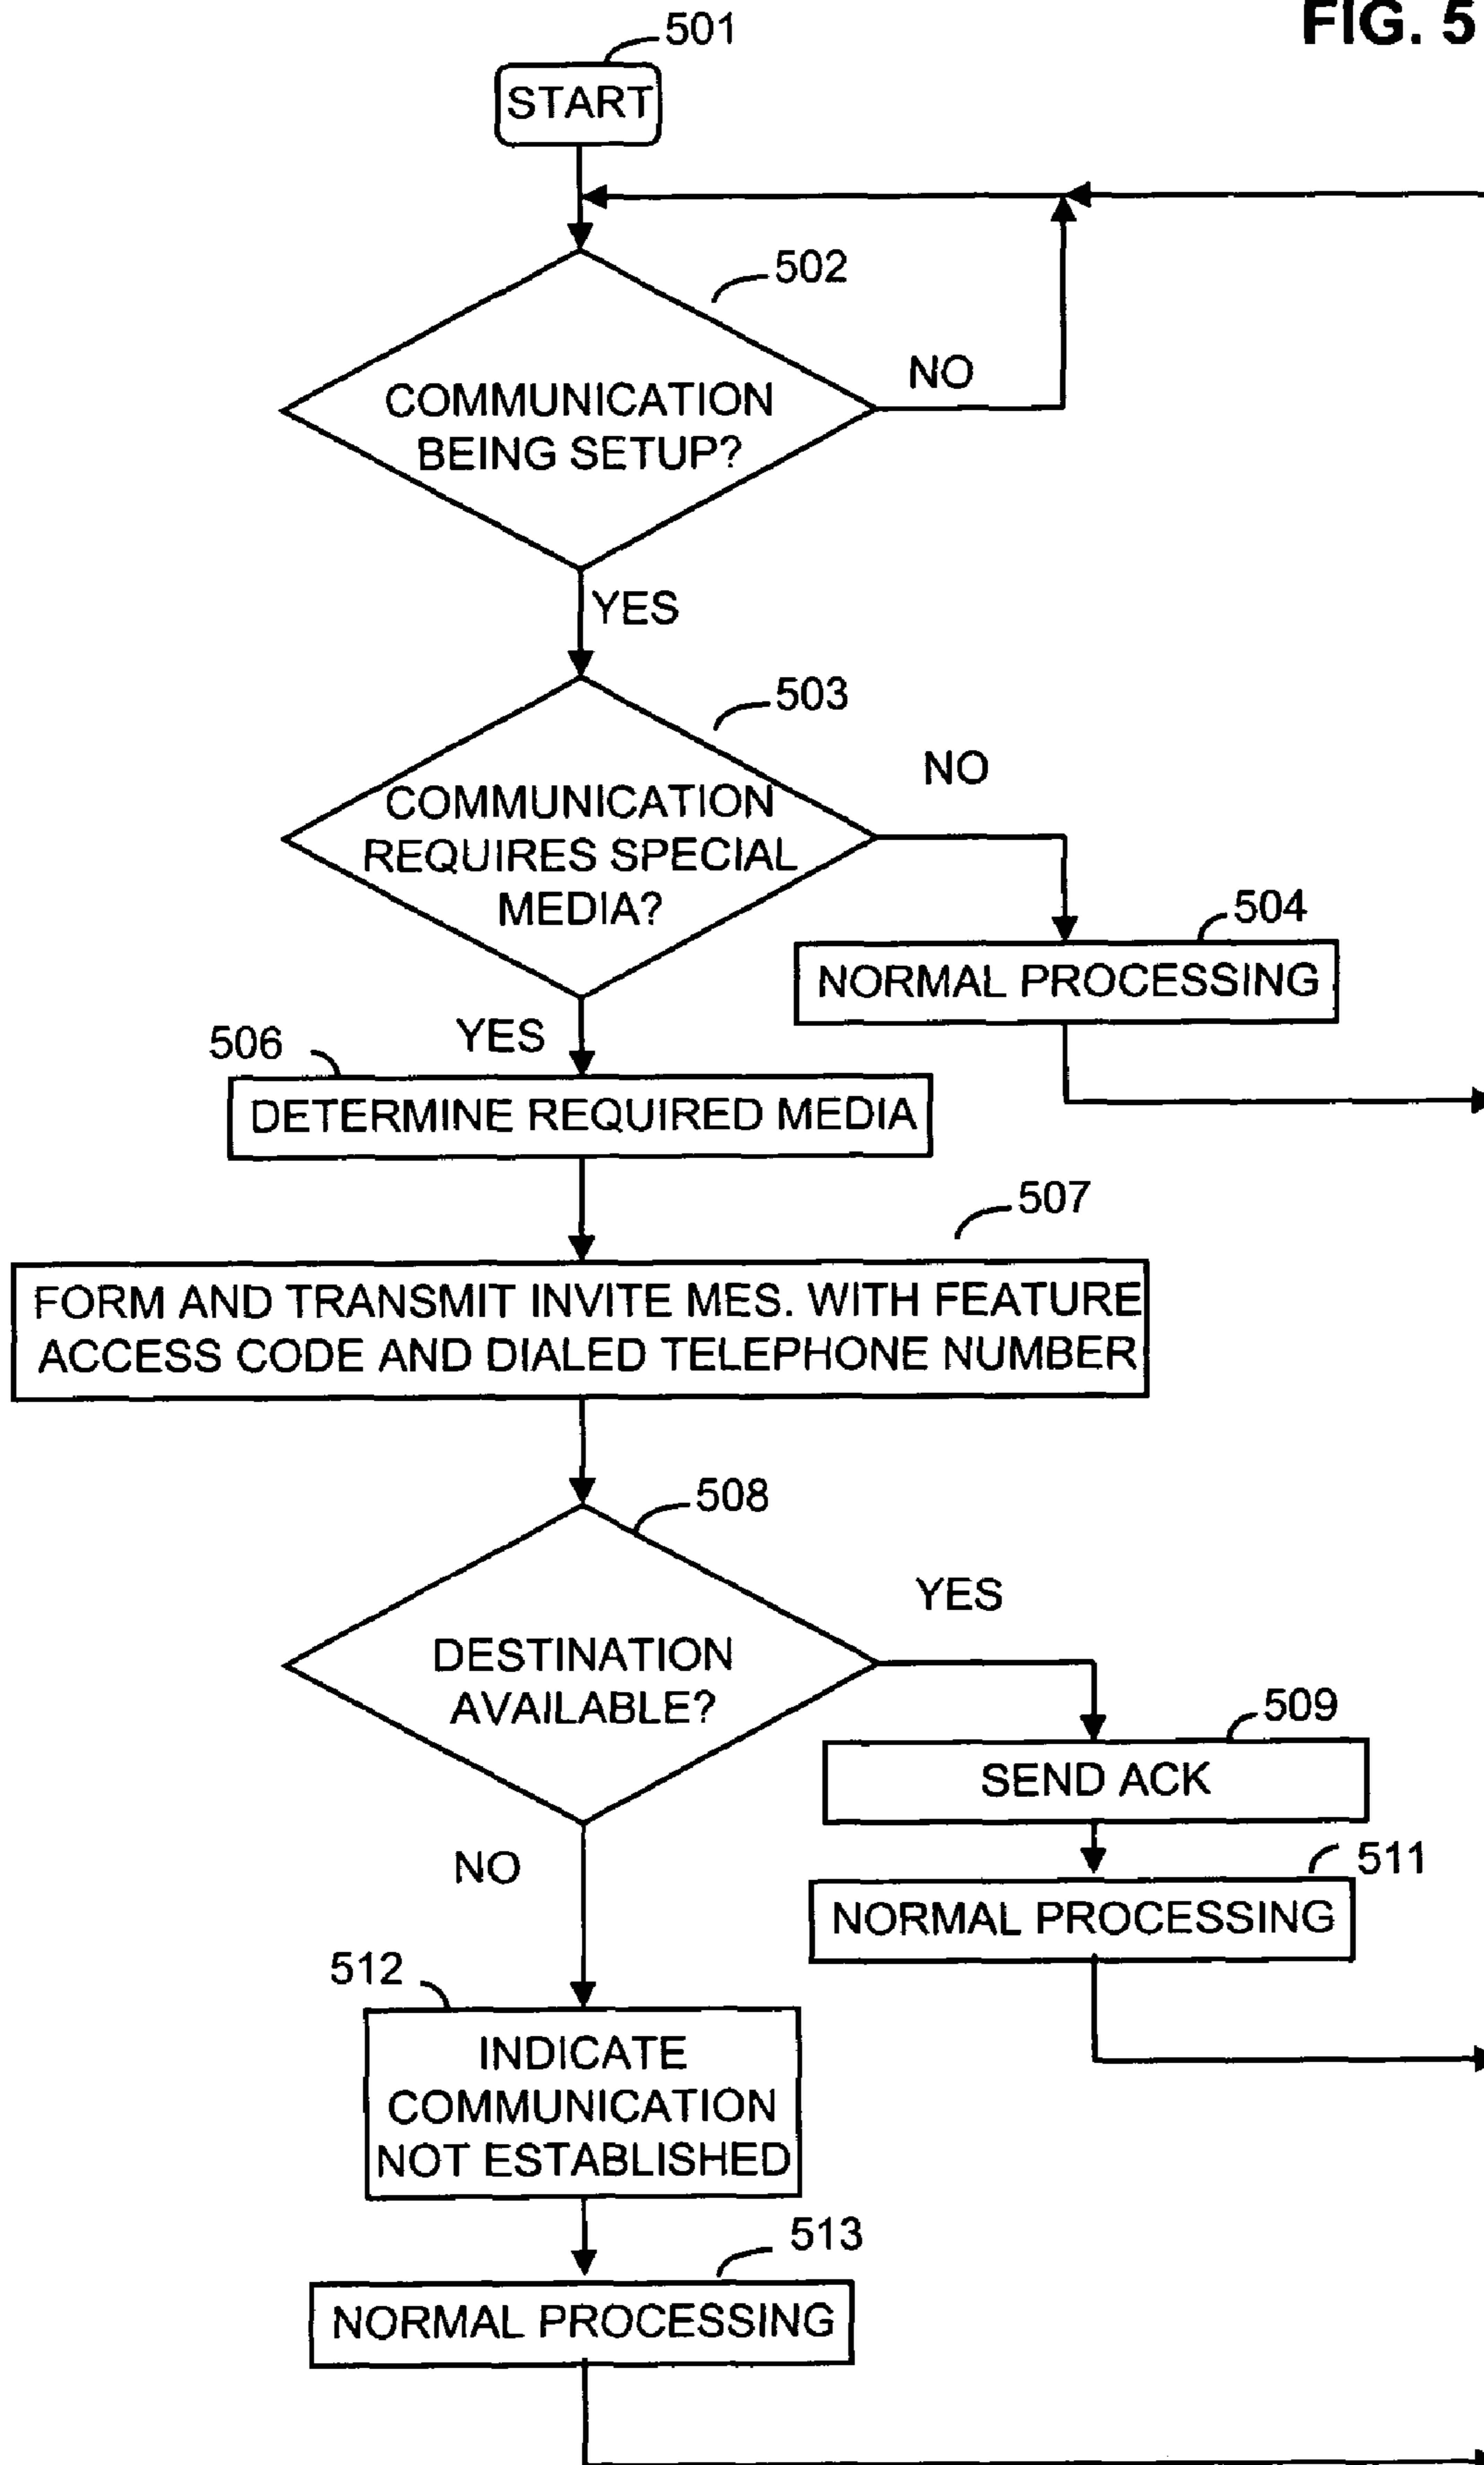 FIG. 5
501
START
502
COMMUNICATION
BEING SETUP?
NO
YES
503
COMMUNICATION
REQUIRES SPECIAL
MEDIA?
NO
504
NORMAL PROCESSING
YES
506
DETERMINE REQUIRED MEDIA
507
FORM AND TRANSMIT INVITE MES. WITH FEATURE
ACCESS CODE AND DIALED TELEPHONE NUMBER
508
DESTINATION
AVAILABLE?
YES
509
SEND ACK
511
NORMAL PROCESSING
NO
512
INDICATE
COMMUNICATION
NOT ESTABLISHED
513
NORMAL PROCESSING